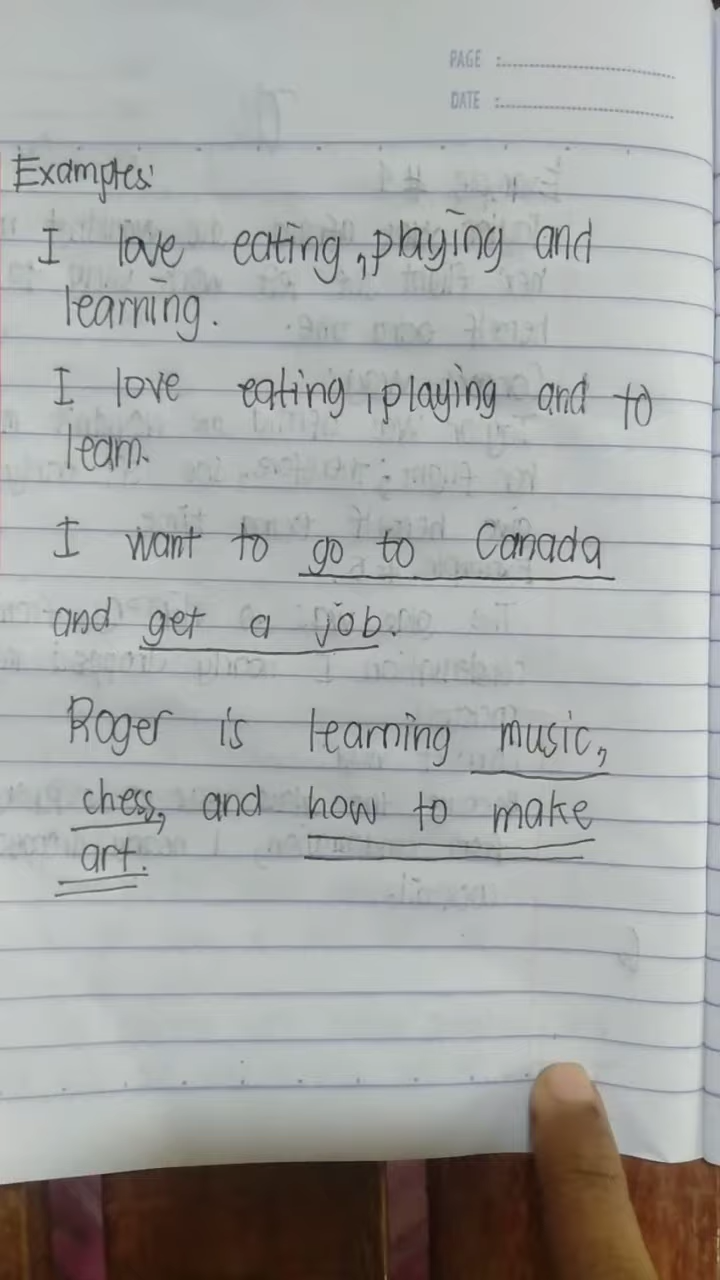 PAGE :
DATE :
Examples:
I love eating, playing and
learning.
I love eating, playing and to
learn.
I want to go to Canada
and get a job.
Roger is learning music,
chess, and how to make
art.